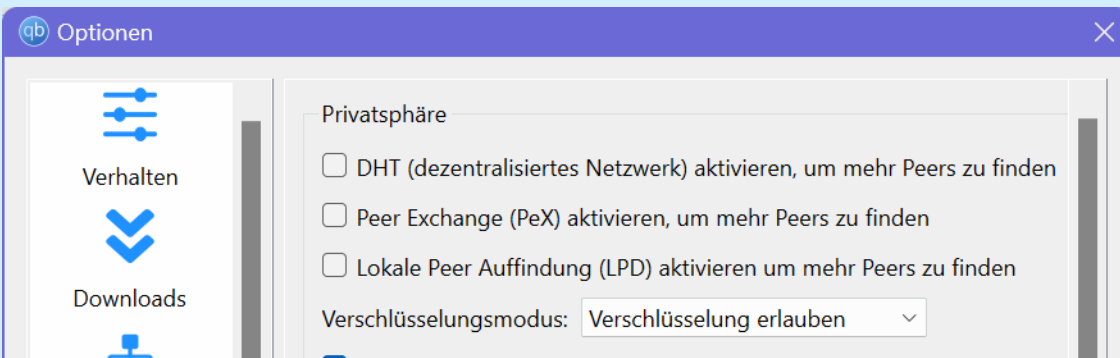 qb Optionen
Verhalten
Downloads
Privatsphäre
DHT (dezentralisiertes Netzwerk) aktivieren, um mehr Peers zu finden
Peer Exchange (PeX) aktivieren, um mehr Peers zu finden
Lokale Peer Auffindung (LPD) aktivieren um mehr Peers zu finden
Verschlüsselungsmodus: Verschlüsselung erlauben